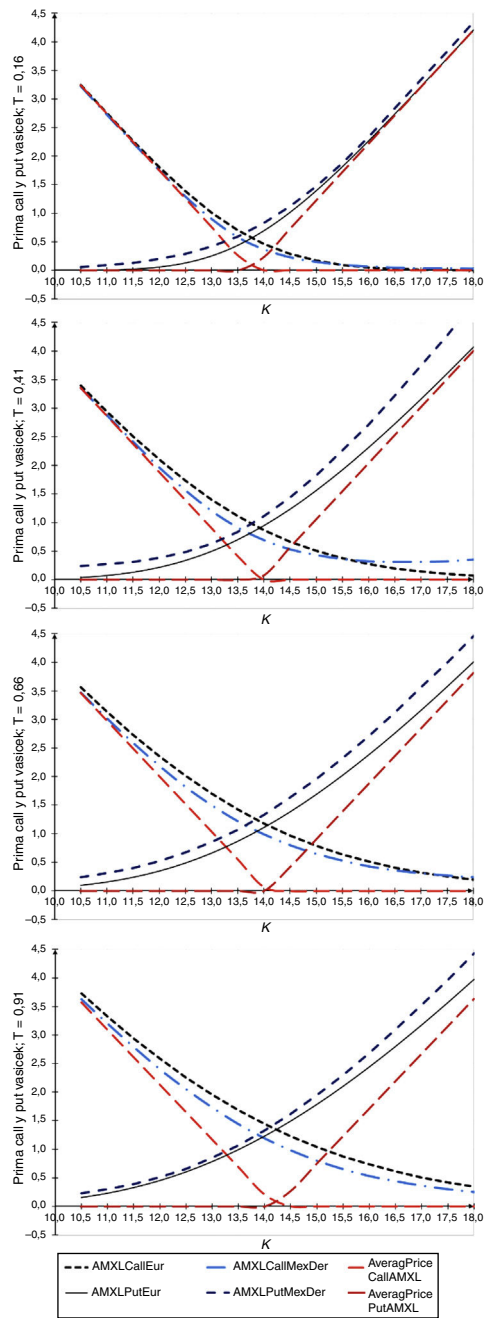 4,5
4,0
3,5
3,0
2,5
2,0
1,5
1,0
0,5
0,0
–0,5
Prima call y put vasicek; T = 0,16
10,0 10,5 11,0 11,5 12,0 12,5 13,0 13,5 14,0 14,5 15,0 15,5 16,0 16,5 17,0 17,5 18,0
K
4,5
4,0
3,5
3,0
2,5
2,0
1,5
1,0
0,5
0,0
–0,5
Prima call y put vasicek; T = 0,41
10,0 10,5 11,0 11,5 12,0 12,5 13,0 13,5 14,0 14,5 15,0 15,5 16,0 16,5 17,0 17,5 18,0
K
4,5
4,0
3,5
3,0
2,5
2,0
1,5
1,0
0,5
0,0
–0,5
Prima call y put vasicek; T = 0,66
10,0 10,5 11,0 11,5 12,0 12,5 13,0 13,5 14,0 14,5 15,0 15,5 16,0 16,5 17,0 17,5 18,0
K
4,5
4,0
3,5
3,0
2,5
2,0
1,5
1,0
0,5
0,0
–0,5
Prima call y put vasicek; T = 0,91
10,0 10,5 11,0 11,5 12,0 12,5 13,0 13,5 14,0 14,5 15,0 15,5 16,0 16,5 17,0 17,5 18,0
K
AMXLCallEur
AMXLCallMexDer
AveragPrice
CallAMXL
AMXLPutEur
AMXLPutMexDer
AveragPrice
PutAMXL